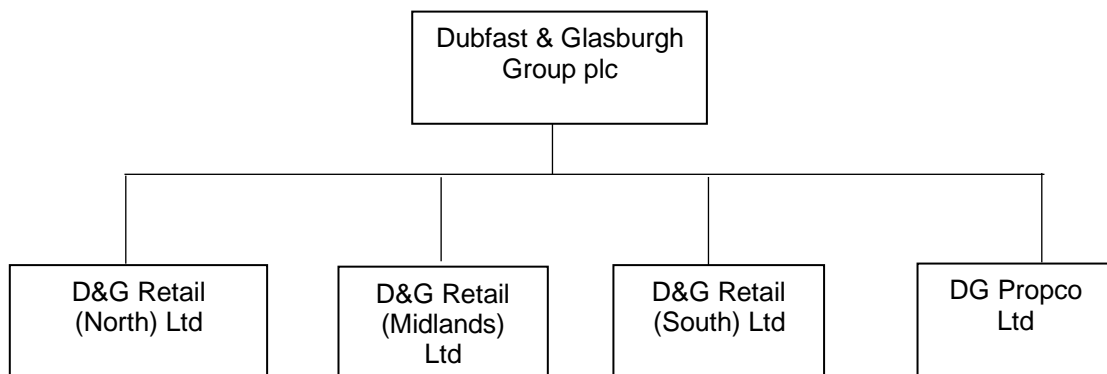 Dubfast & Glasburgh
Group plc
D&G Retail
(North) Ltd
D&G Retail
(Midlands)
Ltd
D&G Retail
(South) Ltd
DG Propco
Ltd